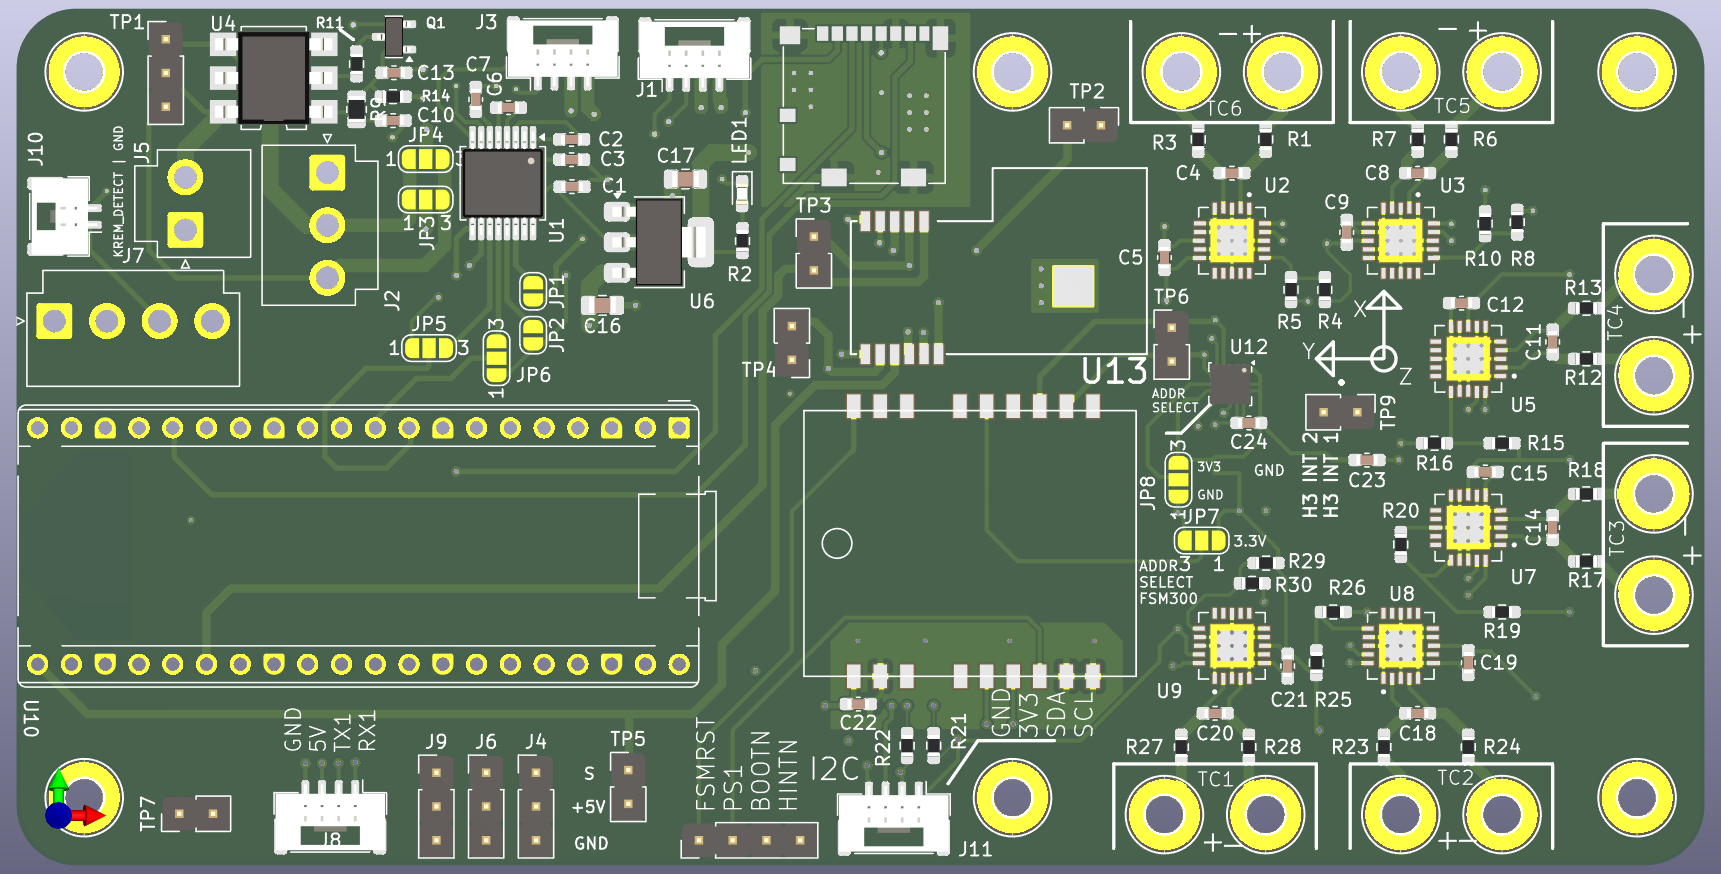 TP1
U4
R11
Q1
J3
C7
C6
C13
R14
C10
R9
J1
TP2
TC6
TC5
R3
R1
R7
R6
J10
KREM_DETECT | GND
J5
JP4
1
3
C2
C3
C1
C17
LED1
C4
U2
C8
U3
JP3
1
3
U1
TP3
C9
R10
R8
J7
J2
R2
U6
C5
C16
JP1
JP2
TP6
R5
R4
X
Y
Z
C12
R13
TC4
C11
R12
JP5
1
3
3
JP6
1
TP4
U13
U12
ADDR
SELECT
U5
TP9
C24
3
JP8
1
3V3
GND
GND
H3 INT 2
H3 INT 1
C23
R16
R15
C15
R18
R20
C14
TC3
R17
U7
JP7
3.3V
3
1
ADDR
SELECT
FSM300
R29
R30
R26
U8
R19
U9
C21
R25
C19
C20
C18
R27
R28
R23
R24
TC1
TC2
U10
GND
5V
TX1
RX1
J9
J6
J4
TP5
S
+5V
GND
FSMRST
PS1
BOOTN
HINTN
I2C
C22
R22
R21
GND
3V3
SDA
SCL
TP7
J8
J11